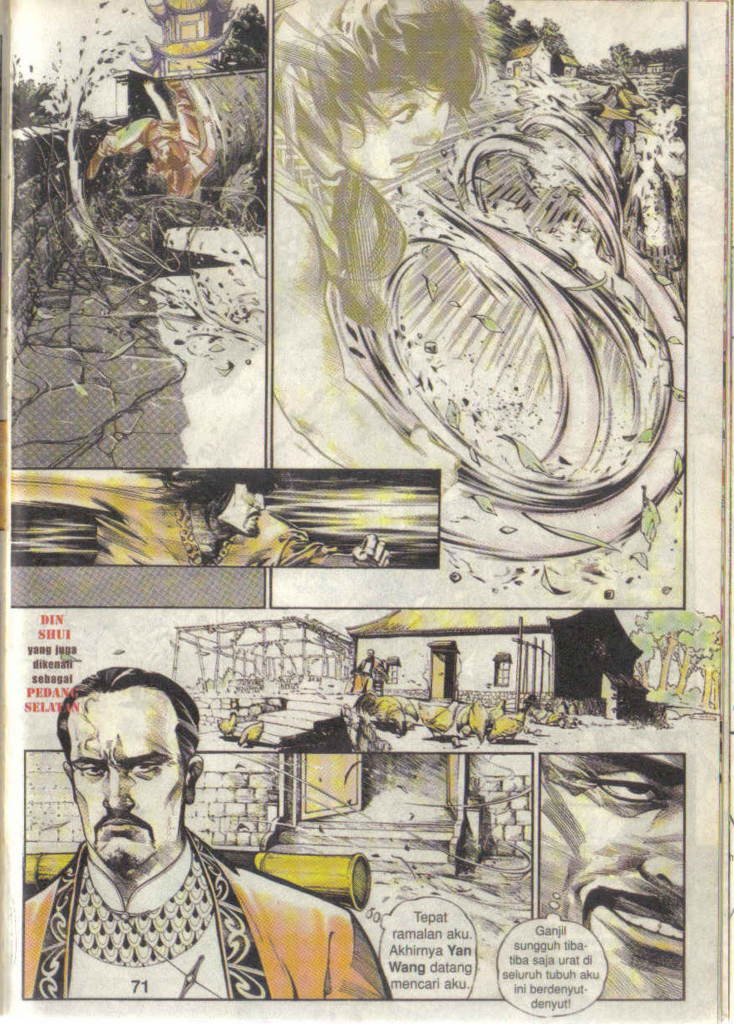 DIN
SHUI
yang juga
dikenali
sebagai
PEDANG
SELATAN
Tepat
ramalan aku.
Akhirnya Yan
Wang datang
mencari aku.
Ganjil
sungguh tiba-
tiba saja urat di
seluruh tubuh aku
ini berdenyut-
denyut!
71